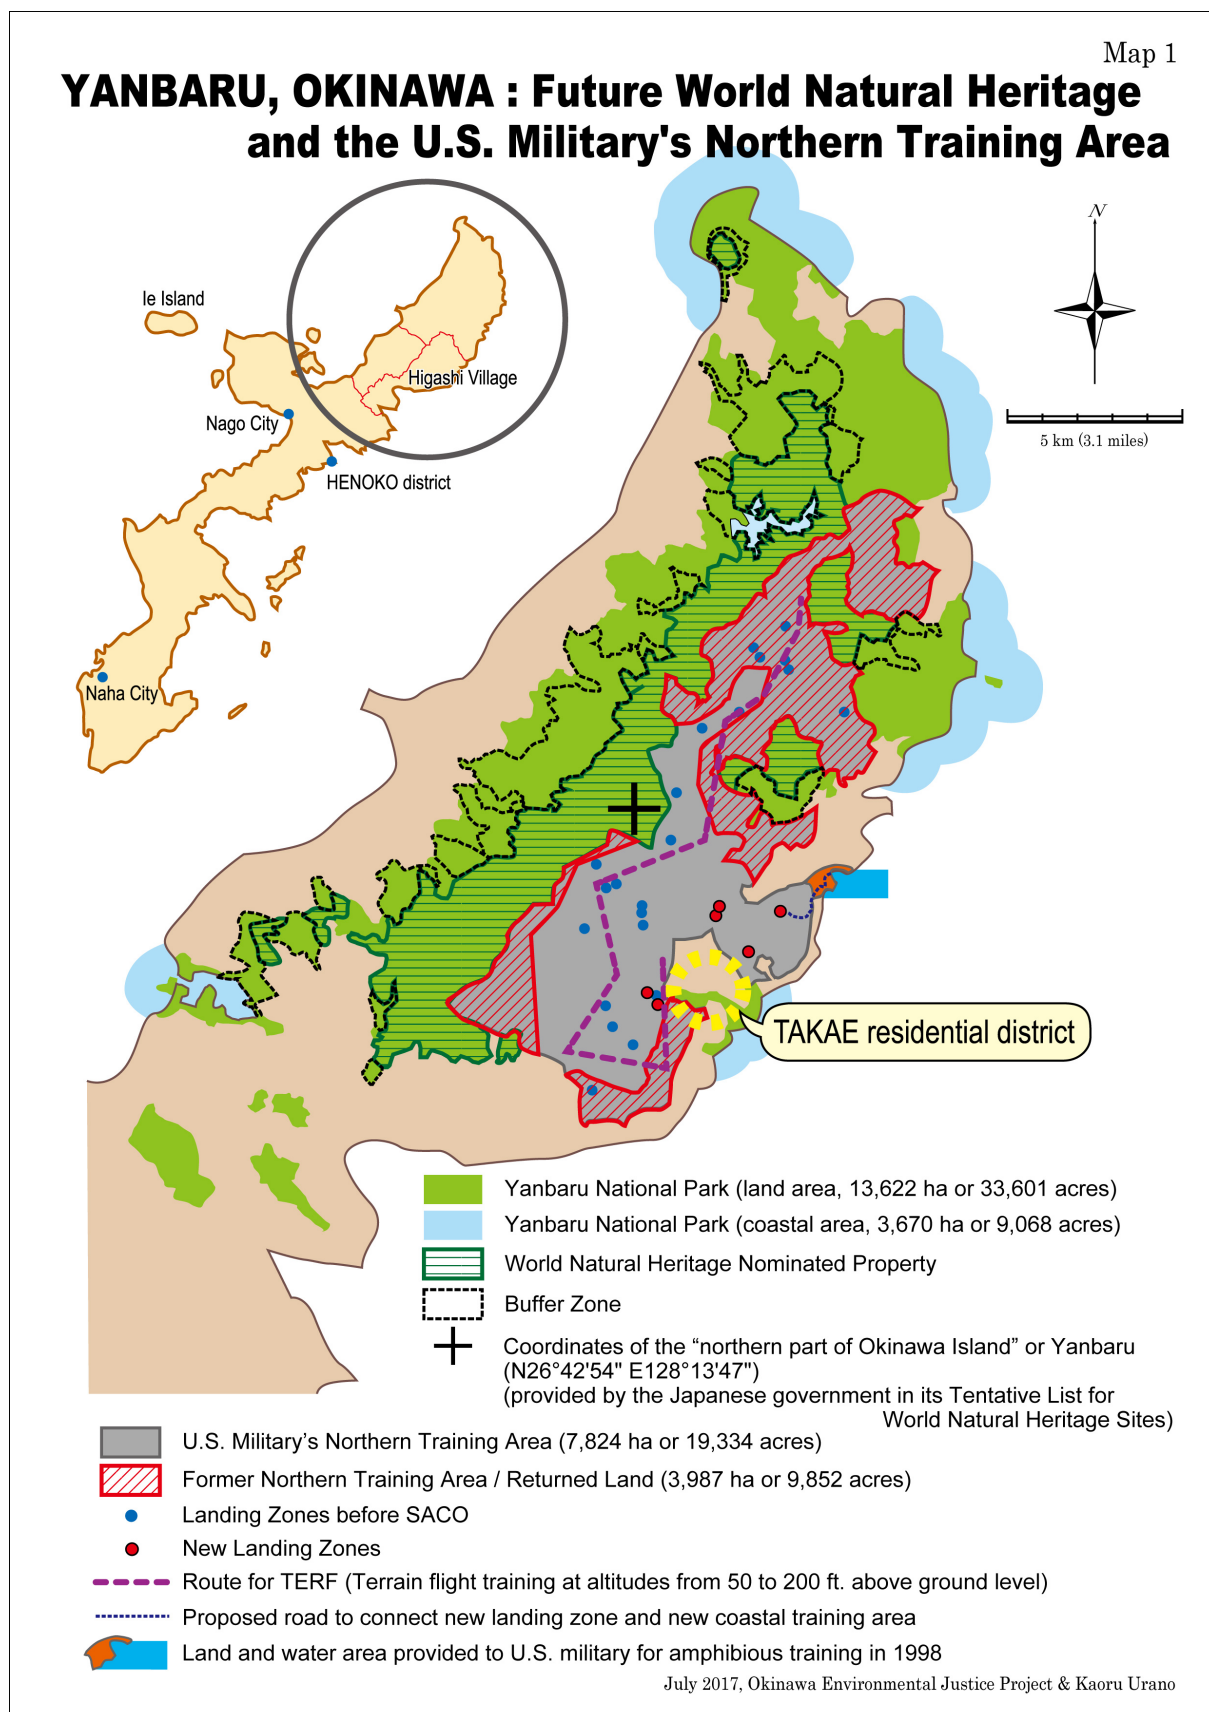 Map 1
YANBARU, OKINAWA : Future World Natural Heritage
and the U.S. Military's Northern Training Area
N
Ie Island
Higashi Village
Nago City
5 km (3.1 miles)
HENOKO district
Naha City
TAKAE residential district
Yanbaru National Park (land area, 13,622 ha or 33,601 acres)
Yanbaru National Park (coastal area, 3,670 ha or 9,068 acres)
World Natural Heritage Nominated Property
Buffer Zone
Coordinates of the “northern part of Okinawa Island” or Yanbaru
(N26°42'54" E128°13'47")
(provided by the Japanese government in its Tentative List for
World Natural Heritage Sites)
U.S. Military’s Northern Training Area (7,824 ha or 19,334 acres)
Former Northern Training Area / Returned Land (3,987 ha or 9,852 acres)
Landing Zones before SACO
New Landing Zones
Route for TERF (Terrain flight training at altitudes from 50 to 200 ft. above ground level)
Proposed road to connect new landing zone and new coastal training area
Land and water area provided to U.S. military for amphibious training in 1998
July 2017, Okinawa Environmental Justice Project & Kaoru Urano